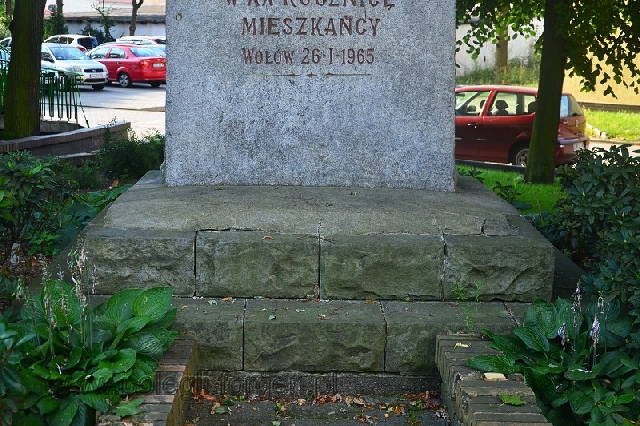 W XX ROCZNICĘ
MIESZKAŃCY
WOŁÓW 26-I-1965